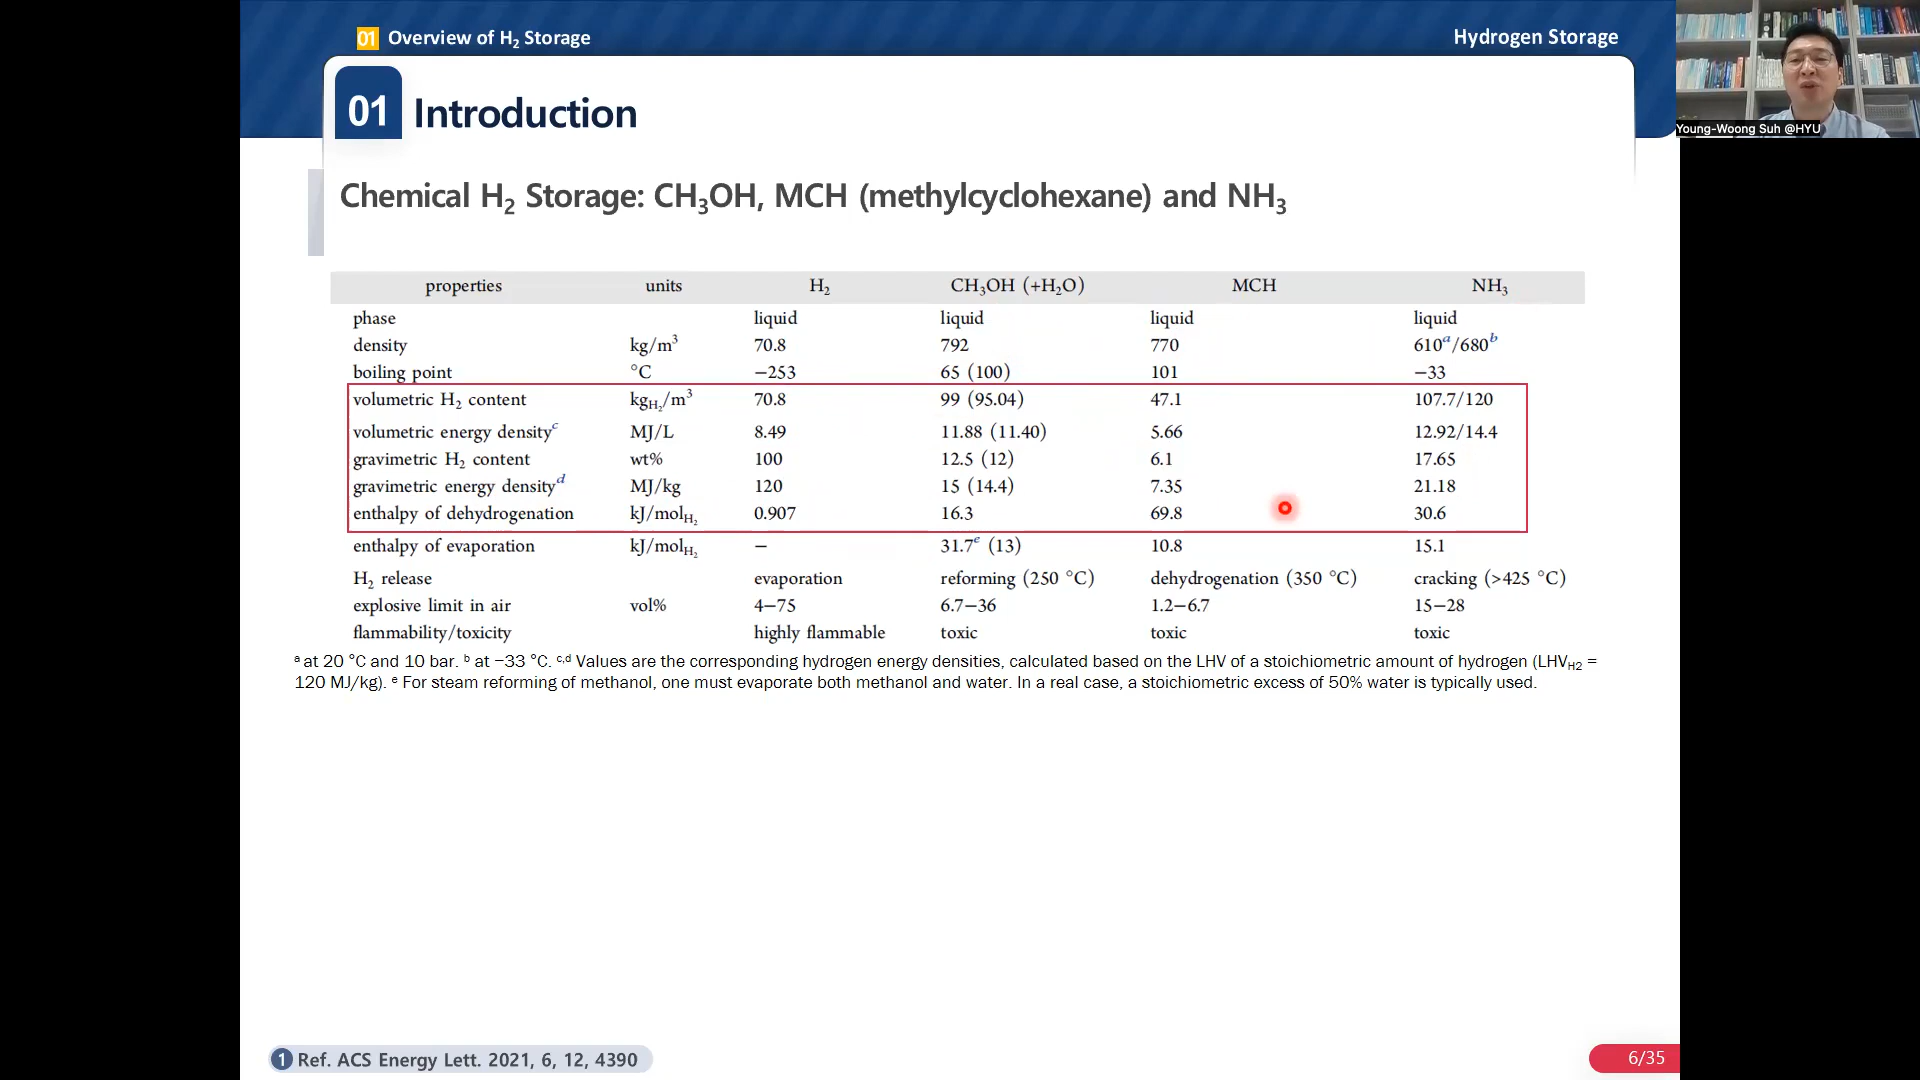 01 Overview of H₂ Storage
Hydrogen Storage
01 Introduction
Young-Woong Suh @HYU
Chemical H₂ Storage: CH₃OH, MCH (methylcyclohexane) and NH₃
properties units H₂ CH₃OH (+H₂O) MCH NH₃
phase liquid liquid liquid liquid
density kg/m³ 70.8 792 770 610ᵃ/680ᵇ
boiling point °C −253 65 (100) 101 −33
volumetric H₂ content kgH₂/m³ 70.8 99 (95.04) 47.1 107.7/120
volumetric energy densityᶜ MJ/L 8.49 11.88 (11.40) 5.66 12.92/14.4
gravimetric H₂ content wt% 100 12.5 (12) 6.1 17.65
gravimetric energy densityᵈ MJ/kg 120 15 (14.4) 7.35 21.18
enthalpy of dehydrogenation kJ/molH₂ 0.907 16.3 69.8 30.6
enthalpy of evaporation kJ/molH₂ − 31.7ᵉ (13) 10.8 15.1
H₂ release evaporation reforming (250 °C) dehydrogenation (350 °C) cracking (>425 °C)
explosive limit in air vol% 4−75 6.7−36 1.2−6.7 15−28
flammability/toxicity highly flammable toxic toxic toxic
ᵃ at 20 °C and 10 bar. ᵇ at −33 °C. ᶜ,ᵈ Values are the corresponding hydrogen energy densities, calculated based on the LHV of a stoichiometric amount of hydrogen (LHVH2 =
120 MJ/kg). ᵉ For steam reforming of methanol, one must evaporate both methanol and water. In a real case, a stoichiometric excess of 50% water is typically used.
1 Ref. ACS Energy Lett. 2021, 6, 12, 4390
6/35